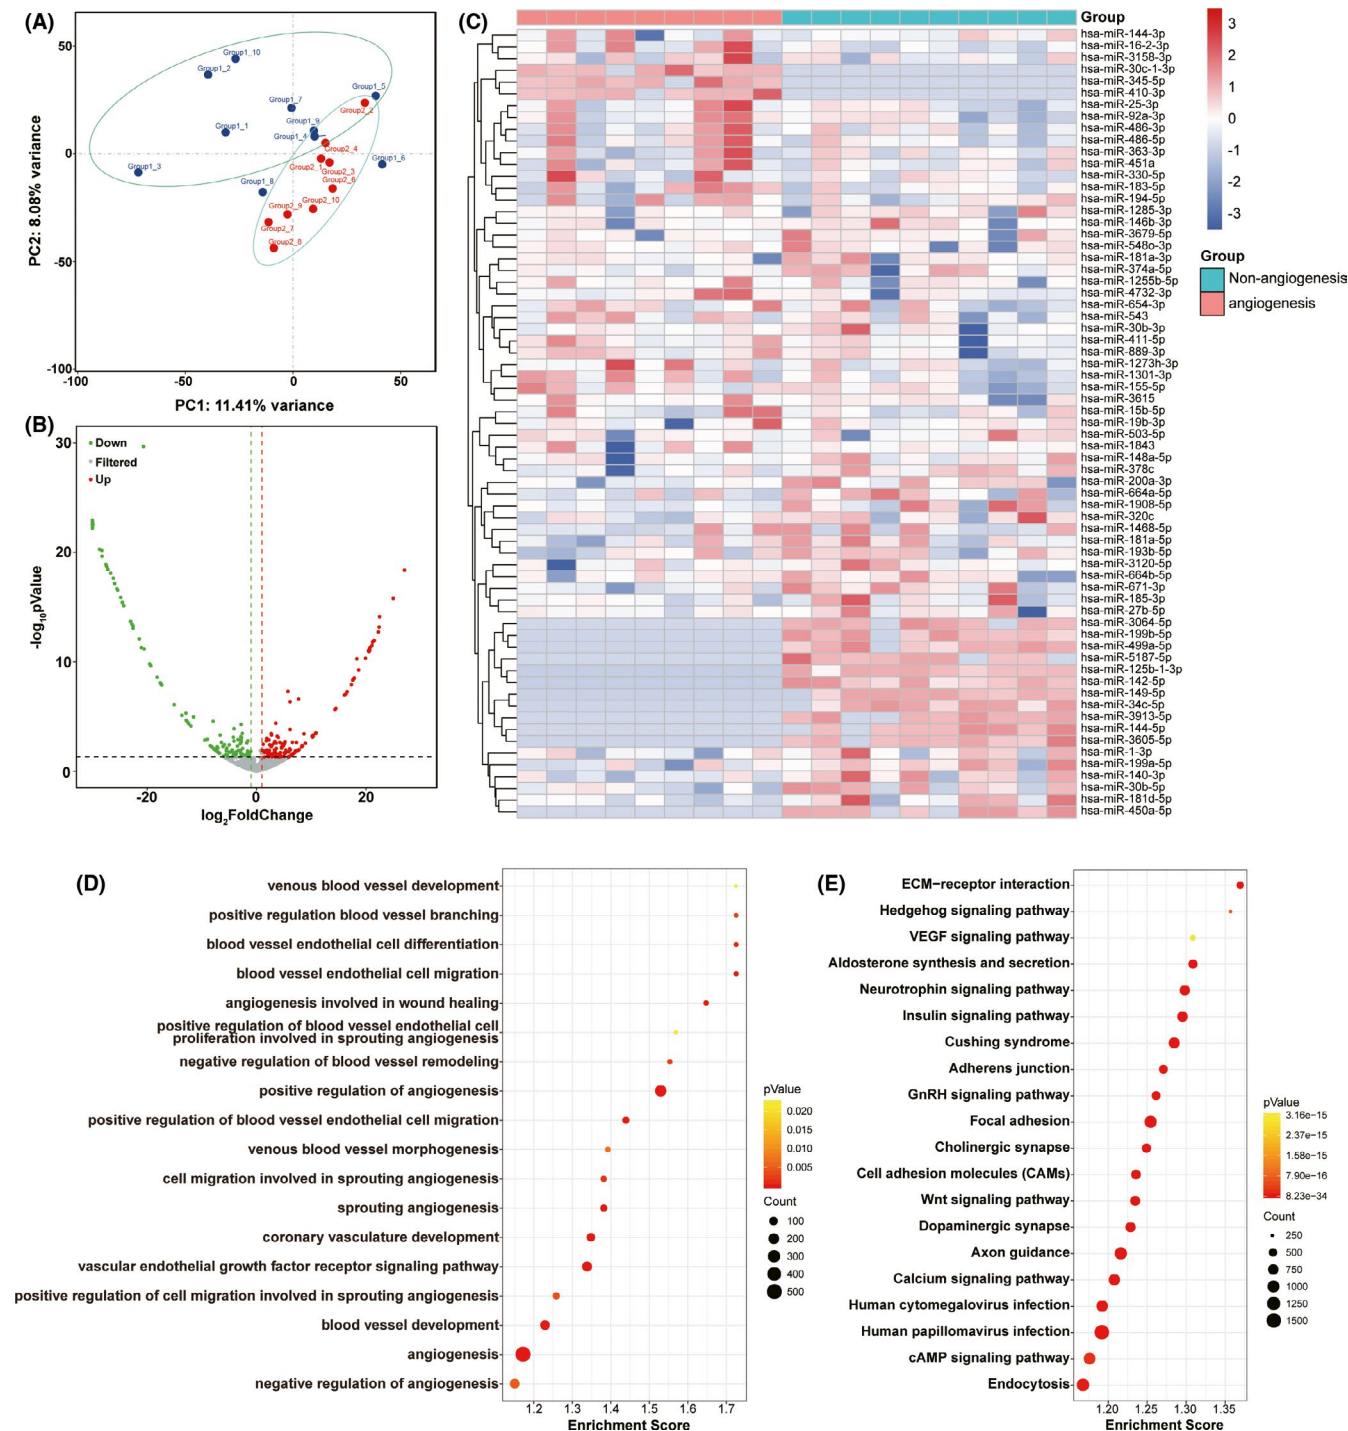 (A)
50
0
-50
-100
-100
-50
0
50
PC2: 8.08% variance
PC1: 11.41% variance
Group1_10
Group1_2
Group1_5
Group1_7
Group2_2
Group1_1
Group1_9
Group1_4
Group2_4
Group1_3
Group2_1
Group2_3
Group1_6
Group1_8
Group2_6
Group2_9
Group2_10
Group2_7
Group2_8
(B)
Down
Filtered
Up
30
20
10
0
-20
0
20
-log10pValue
log2FoldChange
(C)
Group
hsa-miR-144-3p
hsa-miR-16-2-3p
hsa-miR-3158-3p
hsa-miR-30c-1-3p
hsa-miR-345-5p
hsa-miR-410-3p
hsa-miR-25-3p
hsa-miR-92a-3p
hsa-miR-486-3p
hsa-miR-486-5p
hsa-miR-363-3p
hsa-miR-451a
hsa-miR-330-5p
hsa-miR-183-5p
hsa-miR-194-5p
hsa-miR-1285-3p
hsa-miR-146b-3p
hsa-miR-3679-5p
hsa-miR-548o-3p
hsa-miR-181a-3p
hsa-miR-374a-5p
hsa-miR-1255b-5p
hsa-miR-4732-3p
hsa-miR-654-3p
hsa-miR-543
hsa-miR-30b-3p
hsa-miR-411-5p
hsa-miR-889-3p
hsa-miR-1273h-3p
hsa-miR-1301-3p
hsa-miR-155-5p
hsa-miR-3615
hsa-miR-15b-5p
hsa-miR-19b-3p
hsa-miR-503-5p
hsa-miR-1843
hsa-miR-148a-5p
hsa-miR-378c
hsa-miR-200a-3p
hsa-miR-664a-5p
hsa-miR-1908-5p
hsa-miR-320c
hsa-miR-1468-5p
hsa-miR-181a-5p
hsa-miR-193b-5p
hsa-miR-3120-5p
hsa-miR-664b-5p
hsa-miR-671-3p
hsa-miR-185-3p
hsa-miR-27b-5p
hsa-miR-3064-5p
hsa-miR-199b-5p
hsa-miR-499a-5p
hsa-miR-5187-5p
hsa-miR-125b-1-3p
hsa-miR-142-5p
hsa-miR-149-5p
hsa-miR-34c-5p
hsa-miR-3913-5p
hsa-miR-144-5p
hsa-miR-3605-5p
hsa-miR-1-3p
hsa-miR-199a-5p
hsa-miR-140-3p
hsa-miR-30b-5p
hsa-miR-181d-5p
hsa-miR-450a-5p
3
2
1
0
-1
-2
-3
Group
Non-angiogenesis
angiogenesis
(D)
venous blood vessel development
positive regulation blood vessel branching
blood vessel endothelial cell differentiation
blood vessel endothelial cell migration
angiogenesis involved in wound healing
positive regulation of blood vessel endothelial cell
proliferation involved in sprouting angiogenesis
negative regulation of blood vessel remodeling
positive regulation of angiogenesis
positive regulation of blood vessel endothelial cell migration
venous blood vessel morphogenesis
cell migration involved in sprouting angiogenesis
sprouting angiogenesis
coronary vasculature development
vascular endothelial growth factor receptor signaling pathway
positive regulation of cell migration involved in sprouting angiogenesis
blood vessel development
angiogenesis
negative regulation of angiogenesis
1.2
1.3
1.4
1.5
1.6
1.7
Enrichment Score
pValue
0.020
0.015
0.010
0.005
Count
100
200
300
400
500
(E)
ECM−receptor interaction
Hedgehog signaling pathway
VEGF signaling pathway
Aldosterone synthesis and secretion
Neurotrophin signaling pathway
Insulin signaling pathway
Cushing syndrome
Adherens junction
GnRH signaling pathway
Focal adhesion
Cholinergic synapse
Cell adhesion molecules (CAMs)
Wnt signaling pathway
Dopaminergic synapse
Axon guidance
Calcium signaling pathway
Human cytomegalovirus infection
Human papillomavirus infection
cAMP signaling pathway
Endocytosis
1.20
1.25
1.30
1.35
Enrichment Score
pValue
3.16e−15
2.37e−15
1.58e−15
7.90e−16
8.23e−34
Count
250
500
750
1000
1250
1500